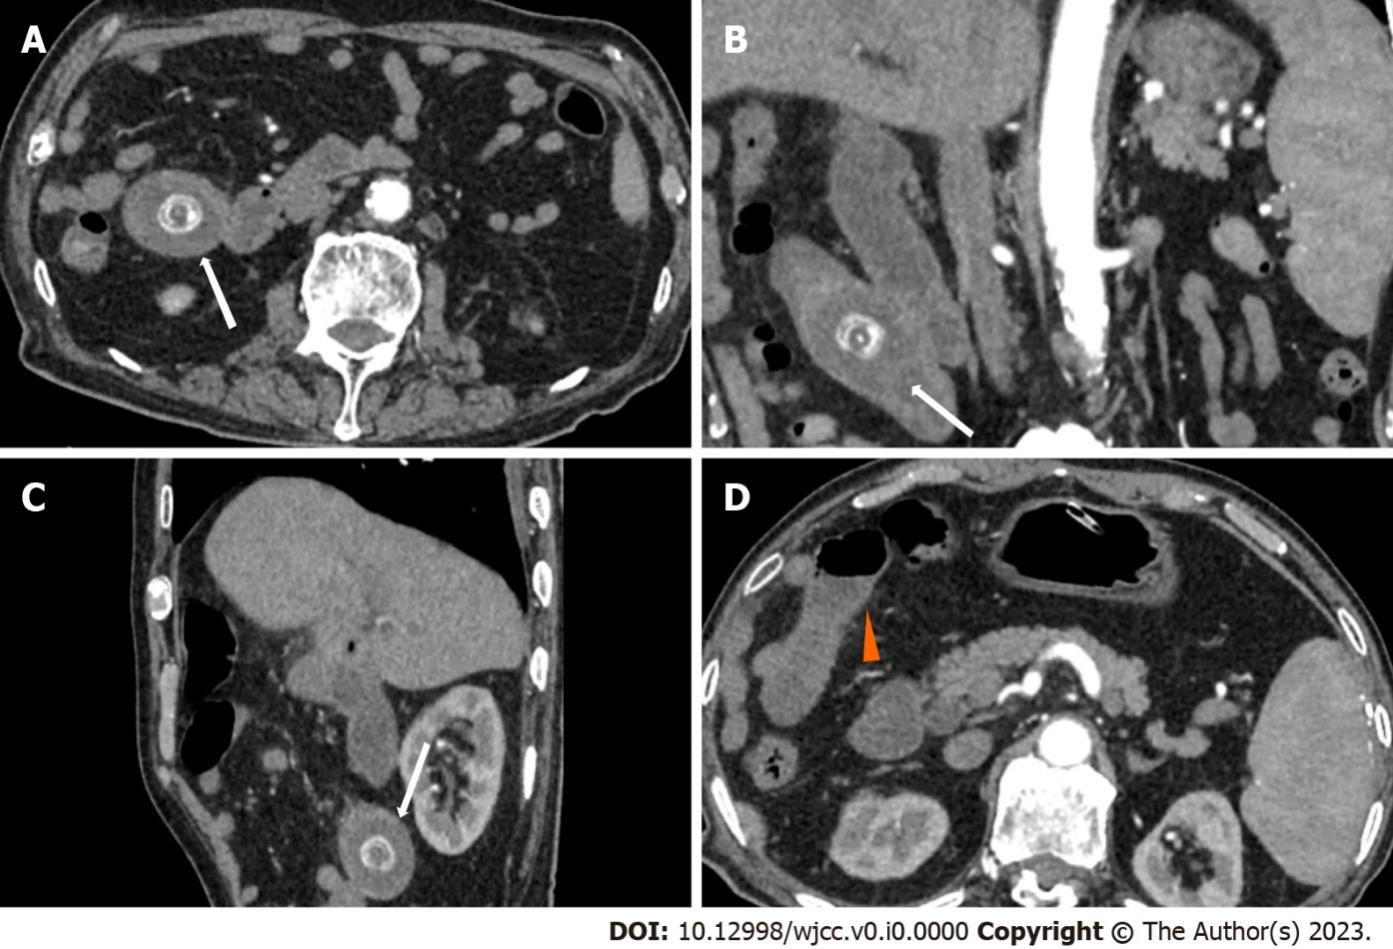 A
B
C
D
DOI: 10.12998/wjcc.v0.i0.0000 Copyright © The Author(s) 2023.